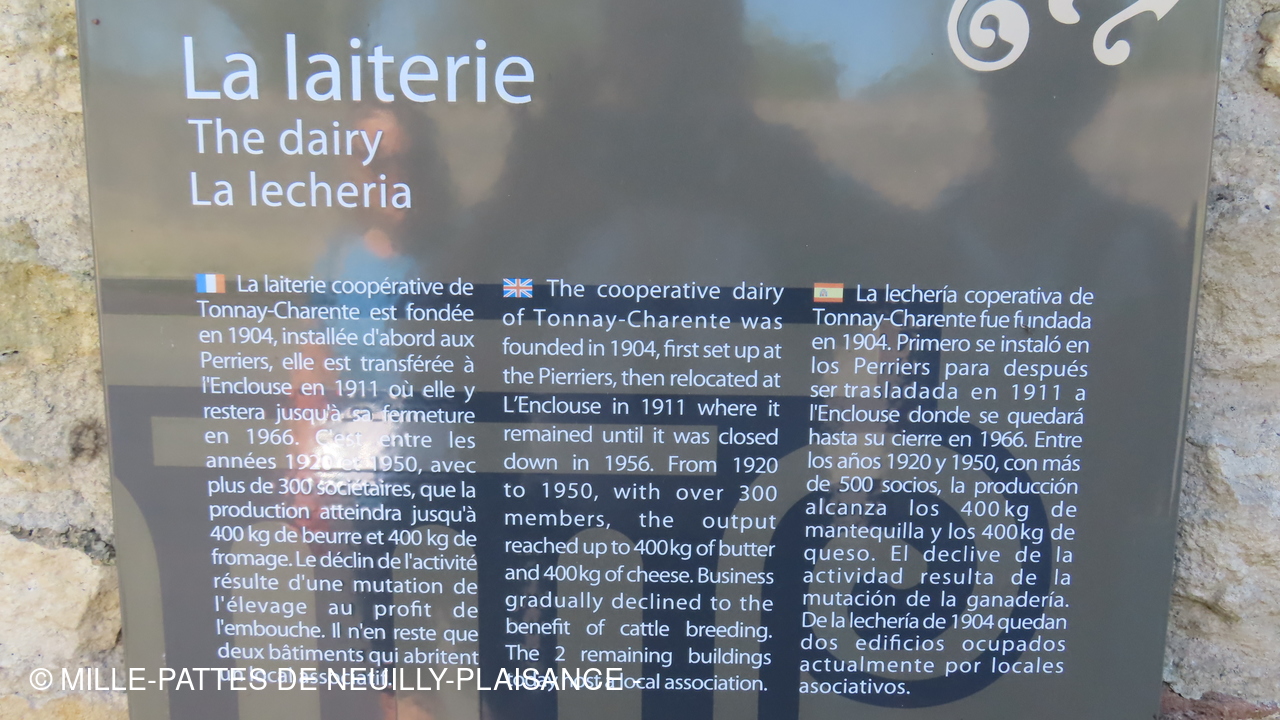 La laiterie
The dairy
La lecheria
La laiterie coopérative de
Tonnay-Charente est fondée
en 1904, installée d'abord aux
Perriers, elle est transférée à
l'Enclouse en 1911 où elle y
restera jusqu'à sa fermeture
en 1966. C'est entre les
années 1920 et 1950, avec
plus de 300 sociétaires, que la
production atteindra jusqu'à
400 kg de beurre et 400 kg de
fromage. Le déclin de l'activité
résulte d'une mutation de
l'élevage au profit de
l'embouche. Il n'en reste que
deux bâtiments qui abritent
un local associatif.
The cooperative dairy
of Tonnay-Charente was
founded in 1904, first set up at
the Pierriers, then relocated at
L'Enclouse in 1911 where it
remained until it was closed
down in 1956. From 1920
to 1950, with over 300
members, the output
reached up to 400kg of butter
and 400kg of cheese. Business
gradually declined to the
benefit of cattle breeding.
The 2 remaining buildings
local association.
La lechería coperativa de
Tonnay-Charente fue fundada
en 1904. Primero se instaló en
los Perriers para después
ser trasladada en 1911 a
l'Enclouse donde se quedará
hasta su cierre en 1966. Entre
los años 1920 y 1950, con más
de 500 socios, la producción
alcanza los 400kg de
mantequilla y los 400kg de
queso. El declive de la
actividad resulta de la
mutación de la ganadería.
De la lechería de 1904 quedan
dos edificios ocupados
actualmente por locales
asociativos.
© MILLE-PATTES DE NEUILLY-PLAISANCE -